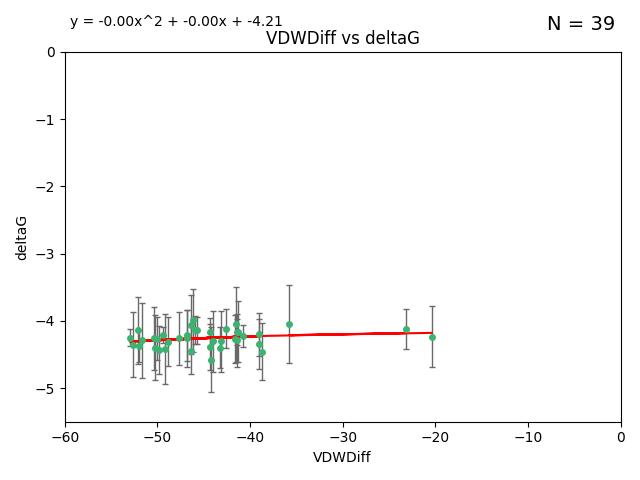 y = -0.00x^2 + -0.00x + -4.21
N = 39
VDWDiff vs deltaG
0
−1
−2
−3
−4
−5
deltaG
−60 −50 −40 −30 −20 −10 0
VDWDiff